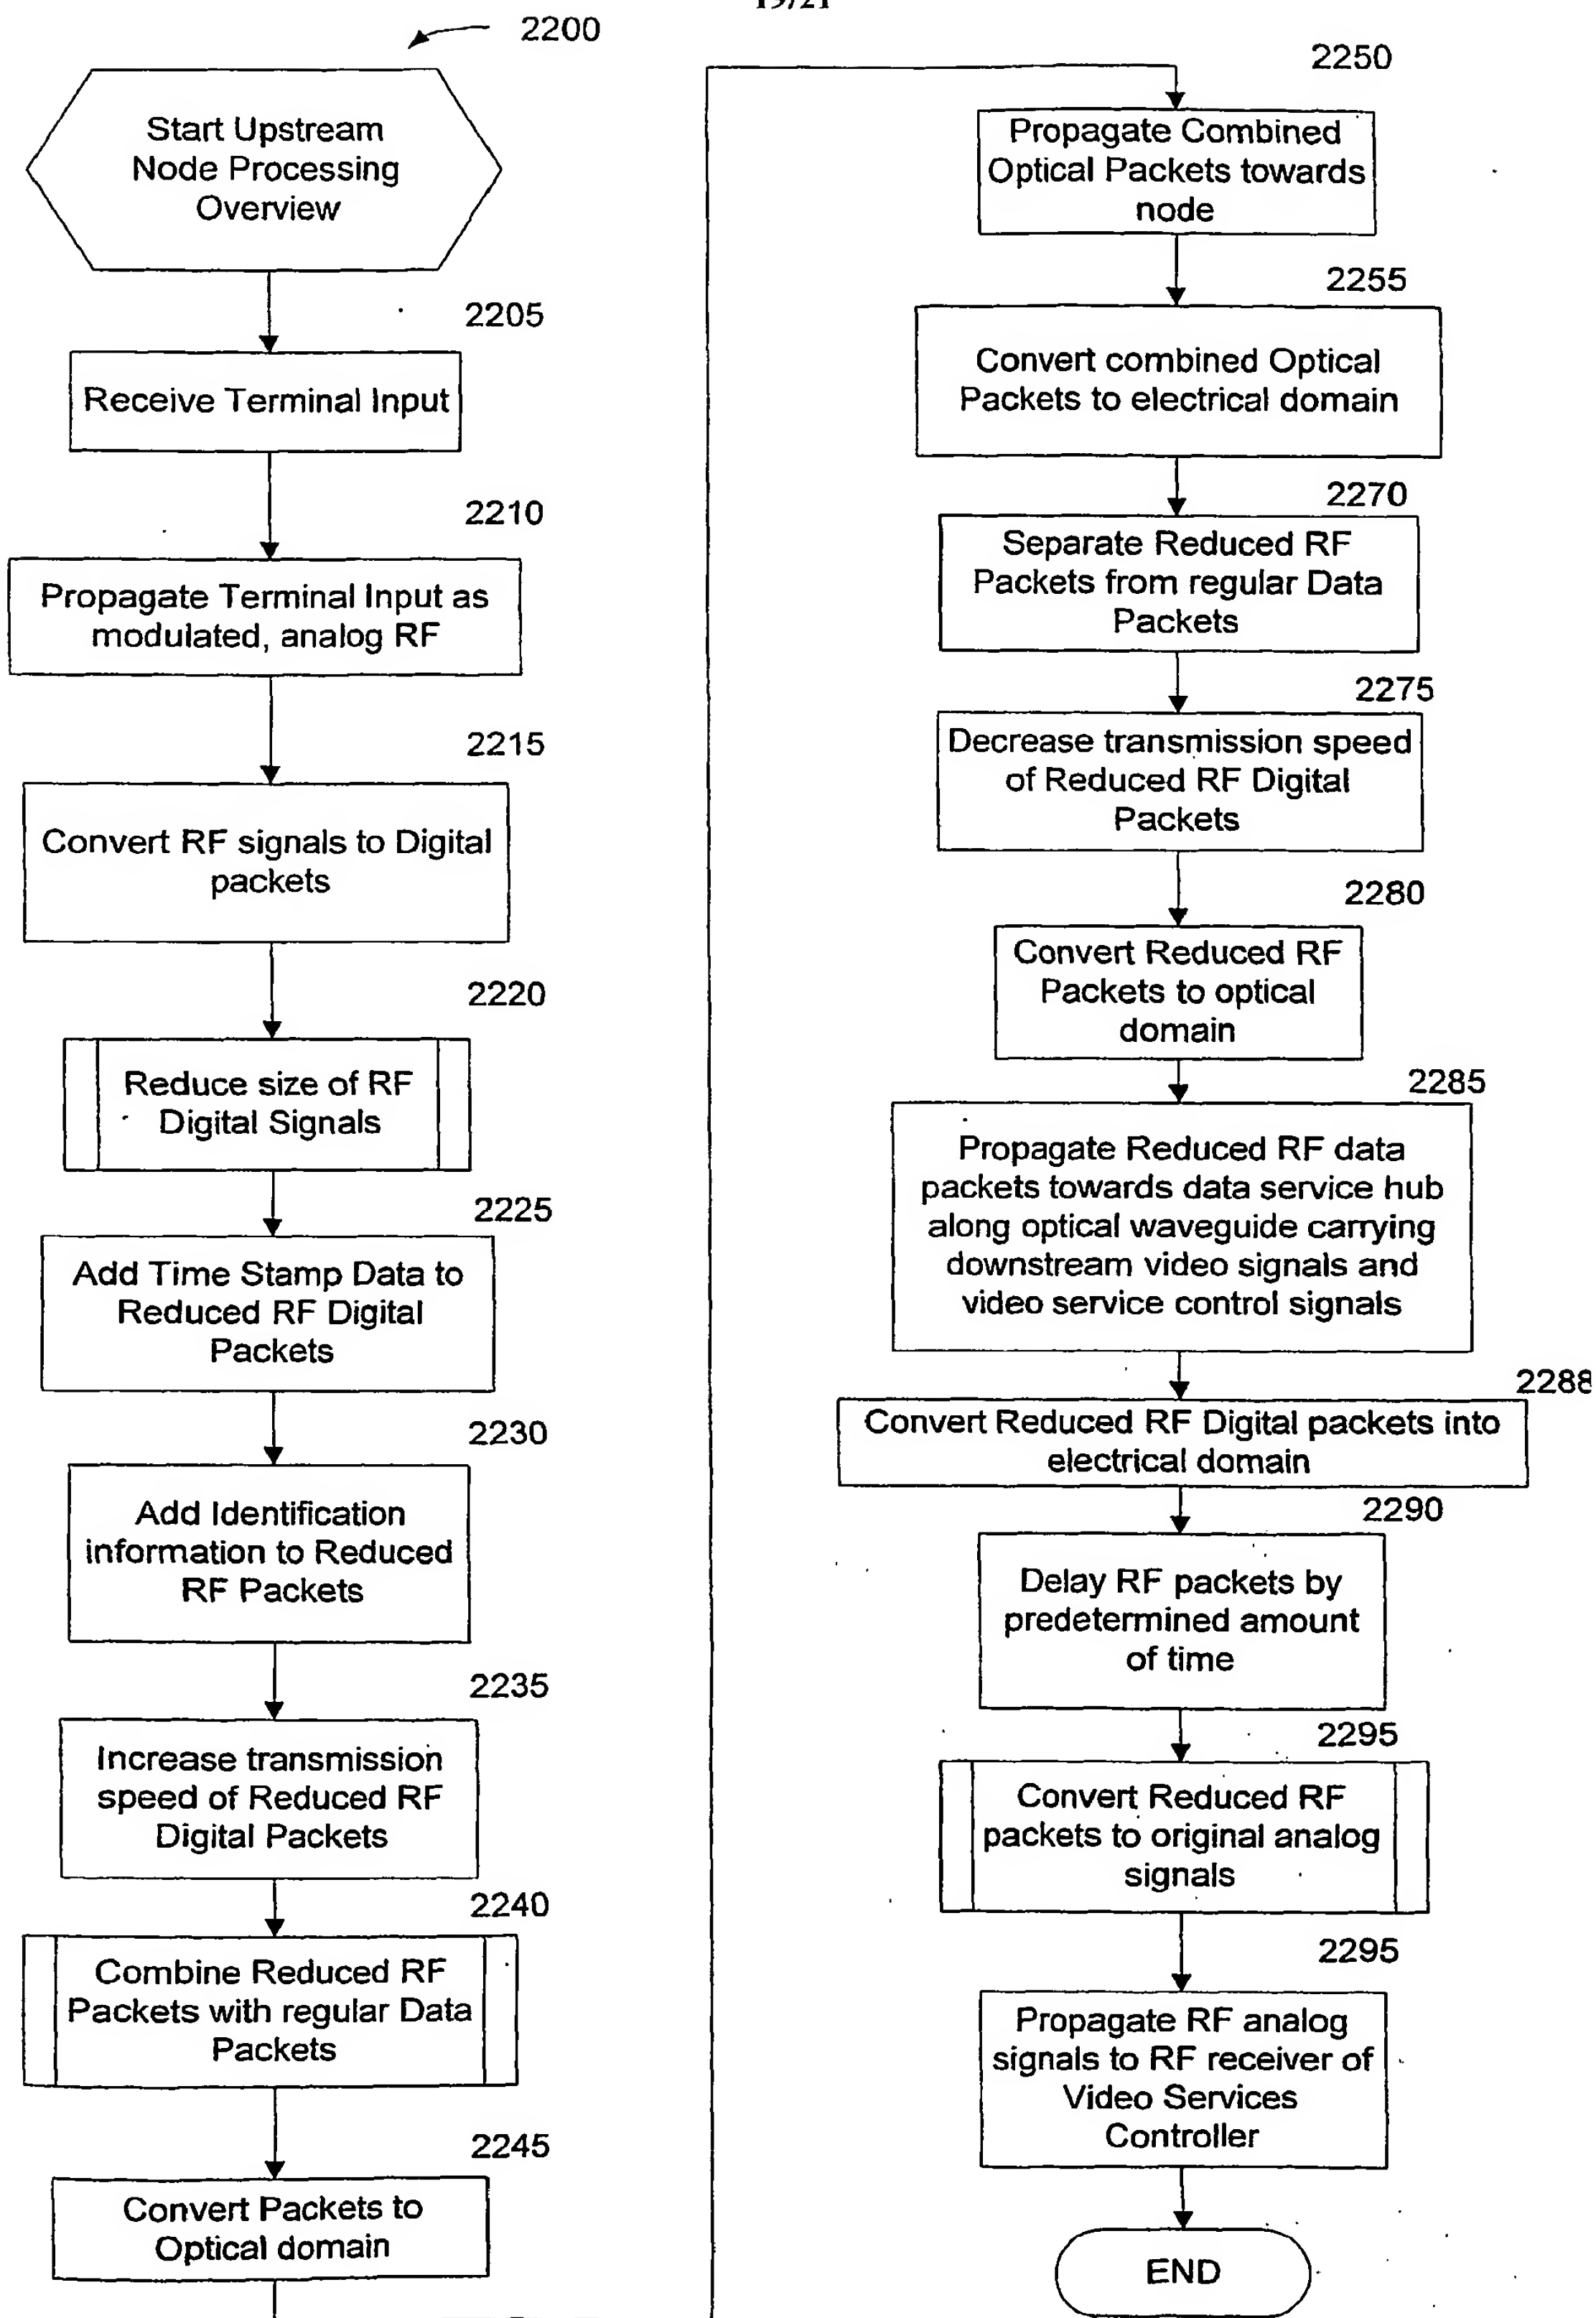 19/21
2200
Start Upstream
Node Processing
Overview
2205
Receive Terminal Input
2210
Propagate Terminal Input as
modulated, analog RF
2215
Convert RF signals to Digital
packets
2220
Reduce size of RF
Digital Signals
2225
Add Time Stamp Data to
Reduced RF Digital
Packets
2230
Add Identification
information to Reduced
RF Packets
2235
Increase transmission
speed of Reduced RF
Digital Packets
2240
Combine Reduced RF
Packets with regular Data
Packets
2245
Convert Packets to
Optical domain
2250
Propagate Combined
Optical Packets towards
node
2255
Convert combined Optical
Packets to electrical domain
2270
Separate Reduced RF
Packets from regular Data
Packets
2275
Decrease transmission speed
of Reduced RF Digital
Packets
2280
Convert Reduced RF
Packets to optical
domain
2285
Propagate Reduced RF data
packets towards data service hub
along optical waveguide carrying
downstream video signals and
video service control signals
2288
Convert Reduced RF Digital packets into
electrical domain
2290
Delay RF packets by
predetermined amount
of time
2295
Convert Reduced RF
packets to original analog
signals
2295
Propagate RF analog
signals to RF receiver of
Video Services
Controller
END